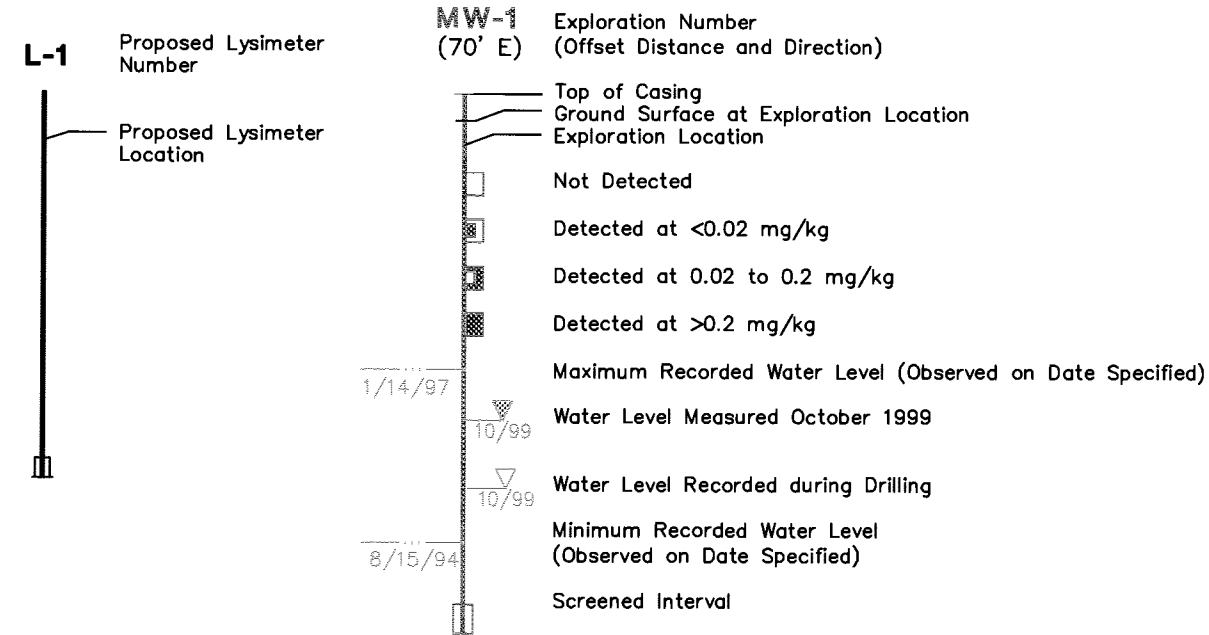 L-1
Proposed Lysimeter
Number
Proposed Lysimeter
Location
MW-1
(70' E)
Exploration Number
(Offset Distance and Direction)
Top of Casing
Ground Surface at Exploration Location
Exploration Location
Not Detected
Detected at <0.02 mg/kg
Detected at 0.02 to 0.2 mg/kg
Detected at >0.2 mg/kg
1/14/97
Maximum Recorded Water Level (Observed on Date Specified)
10/99
Water Level Measured October 1999
10/99
Water Level Recorded during Drilling
8/15/94
Minimum Recorded Water Level
(Observed on Date Specified)
Screened Interval